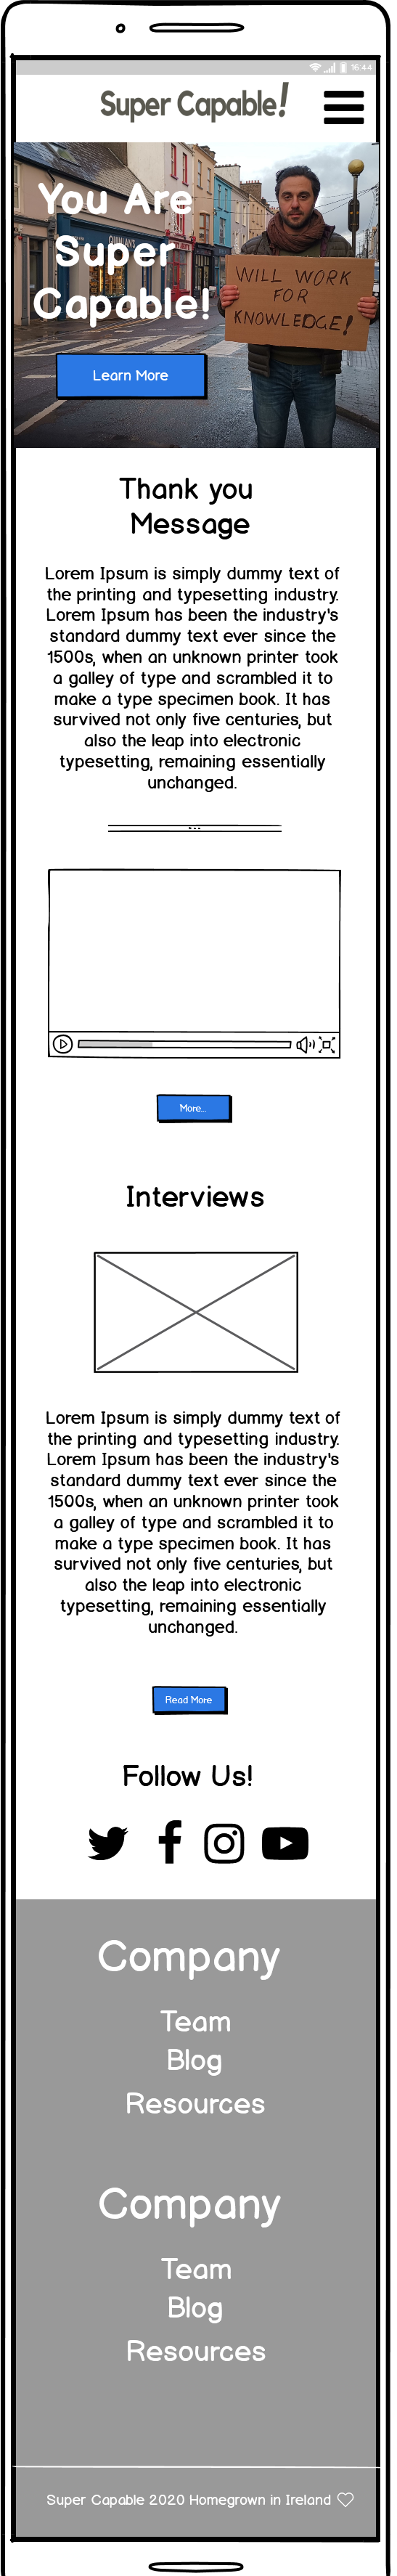 16:44
Super Capable!
You Are
Super
Capable!
WILL WORK
FOR
KNOWLEDGE!
Learn More
Thank you
Message
Lorem Ipsum is simply dummy text of
the printing and typesetting industry.
Lorem Ipsum has been the industry's
standard dummy text ever since the
1500s, when an unknown printer took
a galley of type and scrambled it to
make a type specimen book. It has
survived not only five centuries, but
also the leap into electronic
typesetting, remaining essentially
unchanged.
More...
Interviews
Lorem Ipsum is simply dummy text of
the printing and typesetting industry.
Lorem Ipsum has been the industry's
standard dummy text ever since the
1500s, when an unknown printer took
a galley of type and scrambled it to
make a type specimen book. It has
survived not only five centuries, but
also the leap into electronic
typesetting, remaining essentially
unchanged.
Read More
Follow Us!
Company
Team
Blog
Resources
Company
Team
Blog
Resources
Super Capable 2020 Homegrown in Ireland